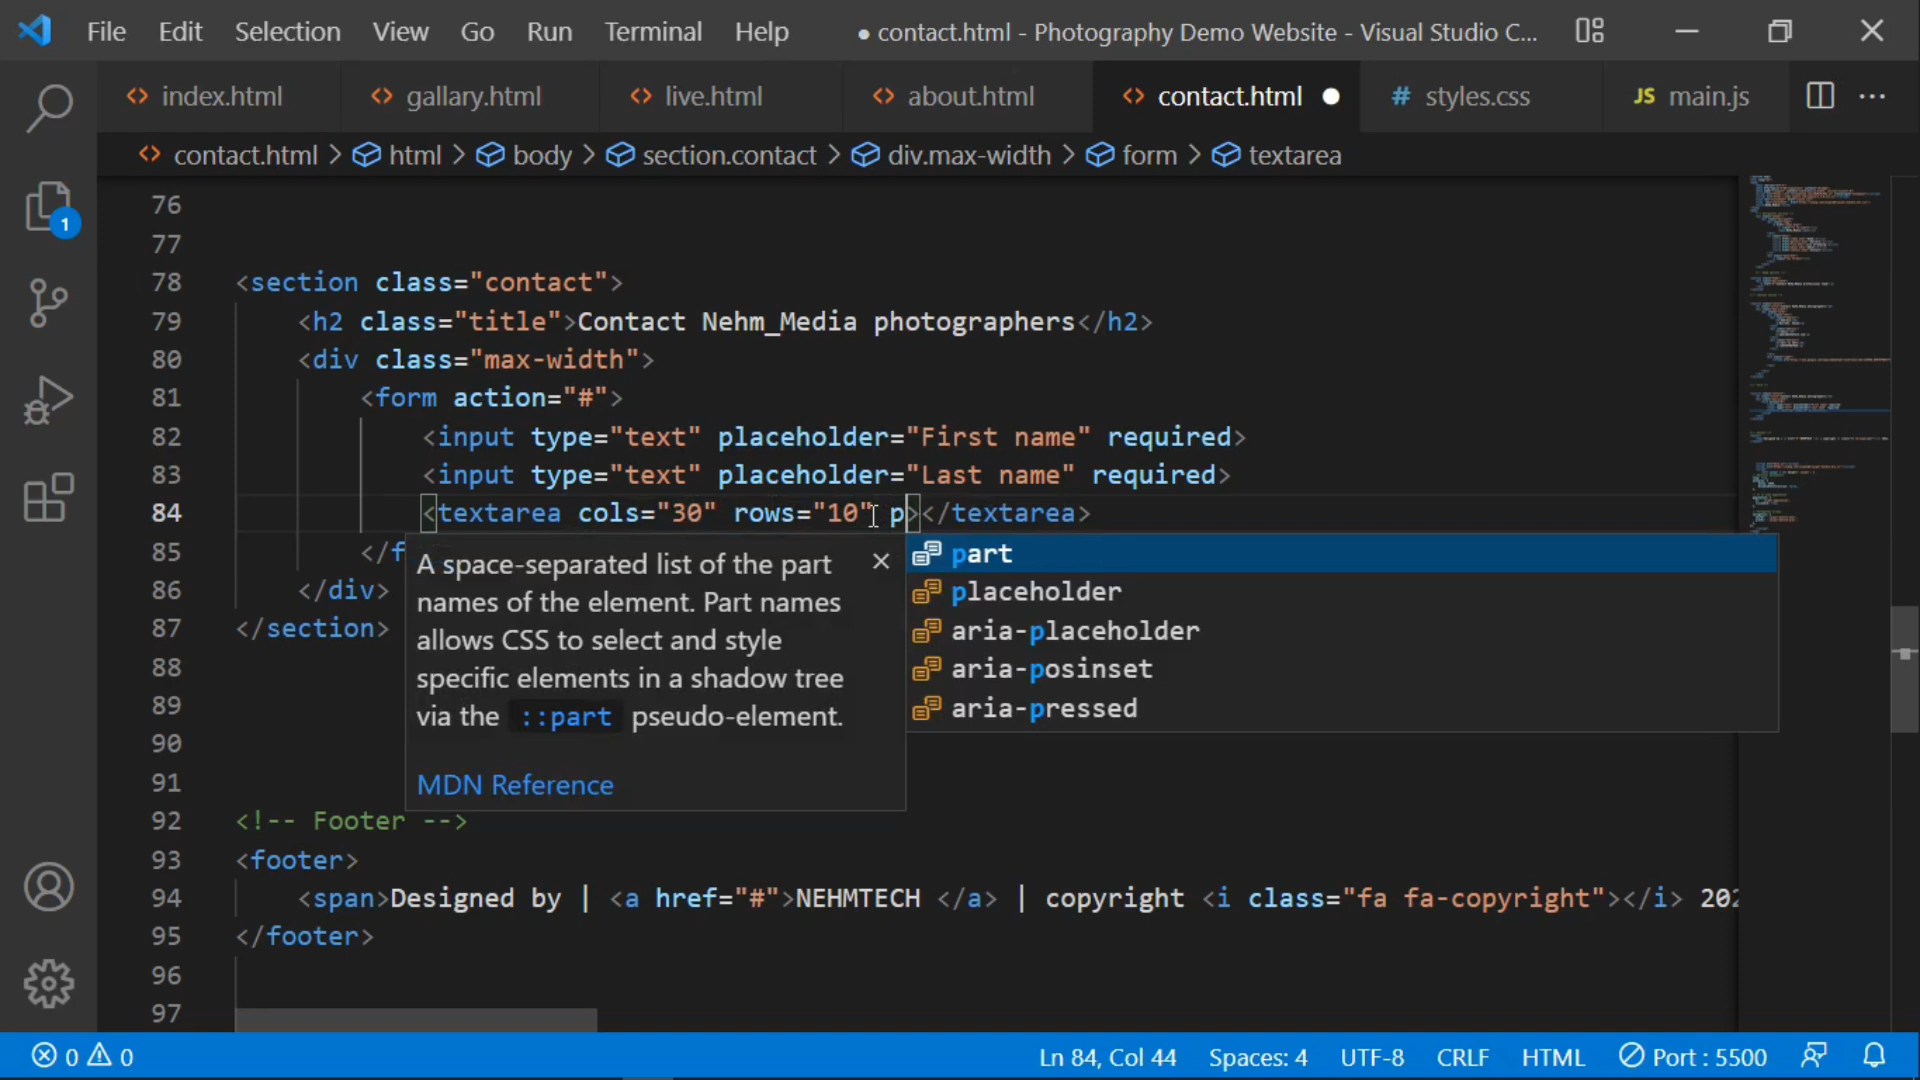 File Edit Selection View Go Run Terminal Help ● contact.html - Photography Demo Website - Visual Studio C...
index.html gallary.html live.html about.html contact.html styles.css JS main.js
contact.html > html > body > section.contact > div.max-width > form > textarea
1
76
77
78 <section class="contact">
79 <h2 class="title">Contact Nehm_Media photographers</h2>
80 <div class="max-width">
81 <form action="#">
82 <input type="text" placeholder="First name" required>
83 <input type="text" placeholder="Last name" required>
84 <textarea cols="30" rows="10" p></textarea>
85 </f
86 </div>
87 </section>
88
89
90
91
92 <!-- Footer -->
93 <footer>
94 <span>Designed by | <a href="#">NEHMTECH </a> | copyright <i class="fa fa-copyright"></i> 202
95 </footer>
96
97
A space-separated list of the part
names of the element. Part names
allows CSS to select and style
specific elements in a shadow tree
via the ::part pseudo-element.
MDN Reference
part
placeholder
aria-placeholder
aria-posinset
aria-pressed
0 0 Ln 84, Col 44 Spaces: 4 UTF-8 CRLF HTML Port : 5500